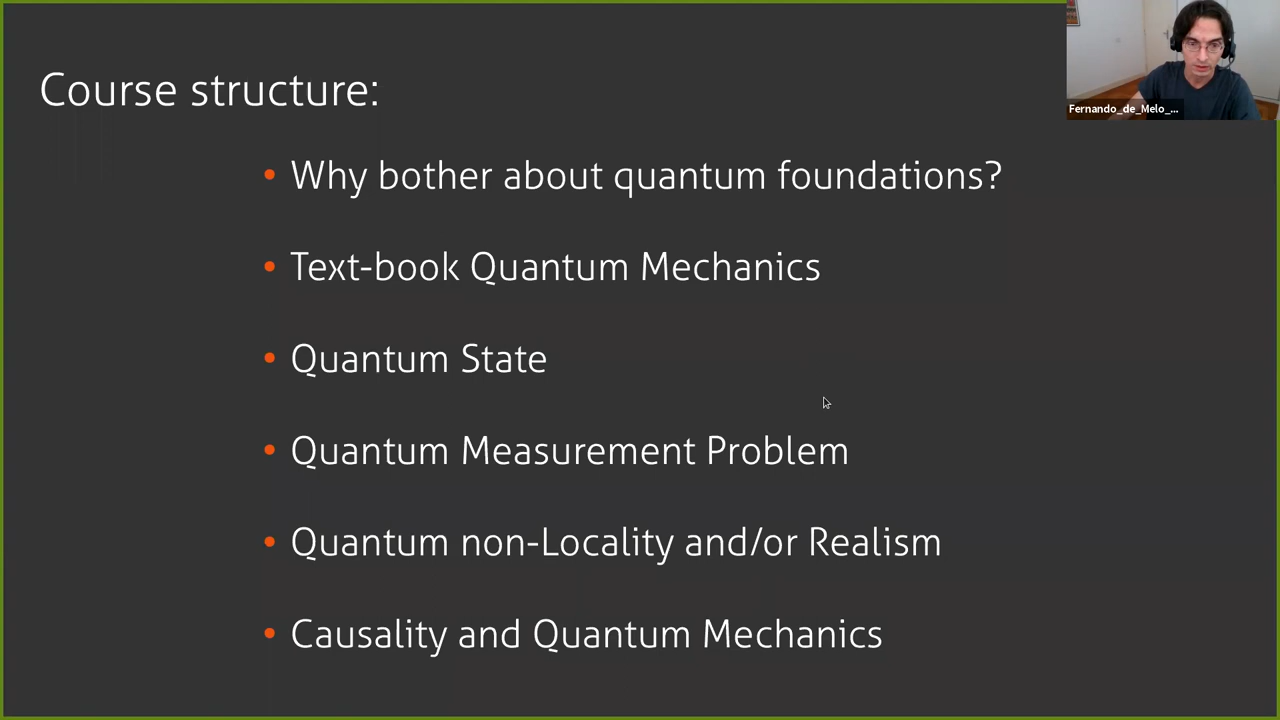 Course structure:
Fernando_de_Melo_...
• Why bother about quantum foundations?
• Text-book Quantum Mechanics
• Quantum State
• Quantum Measurement Problem
• Quantum non-Locality and/or Realism
• Causality and Quantum Mechanics